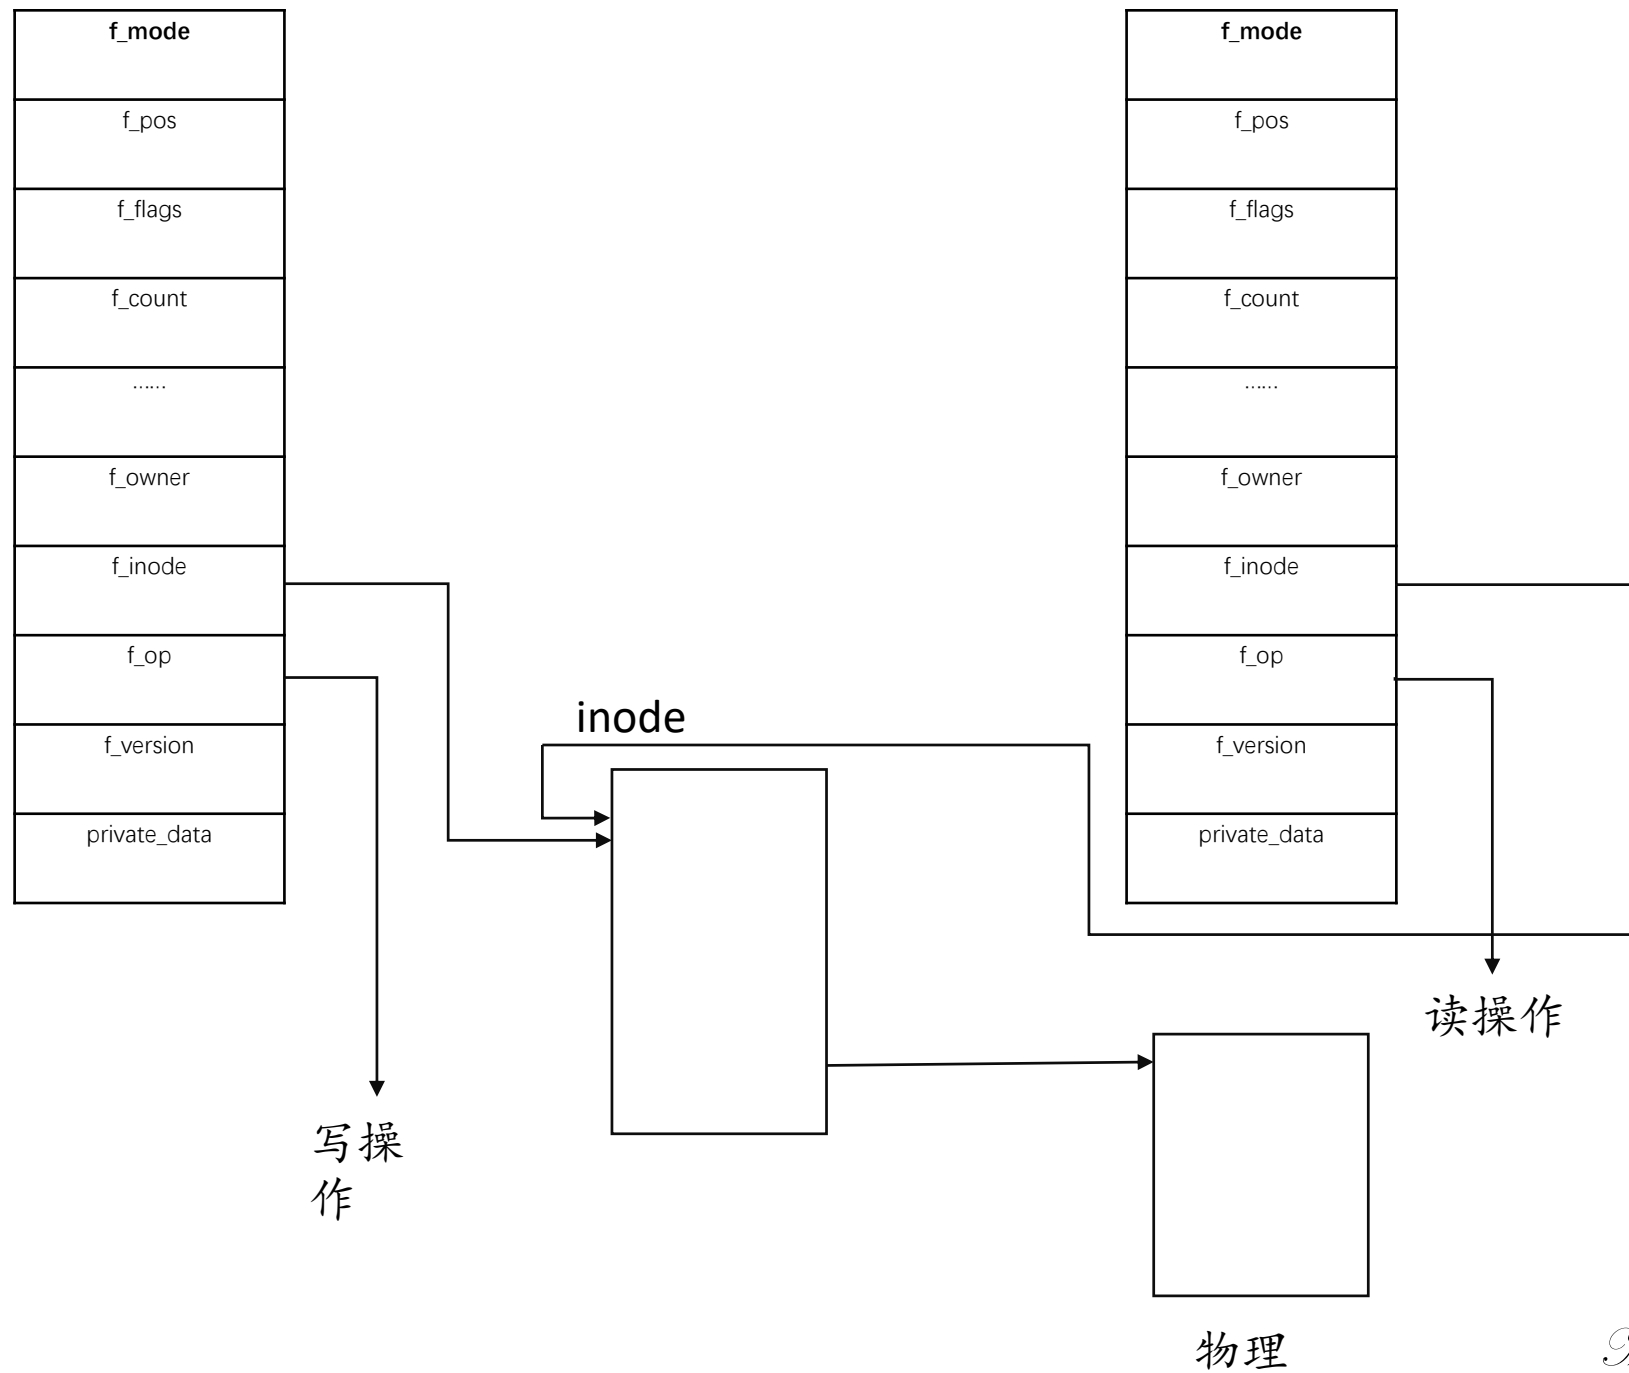 f_mode
f_pos
f_flags
f_count
......
f_owner
f_inode
f_op
f_version
private_data
f_mode
f_pos
f_flags
f_count
......
f_owner
f_inode
f_op
f_version
private_data
inode
写操
作
读操作
物理